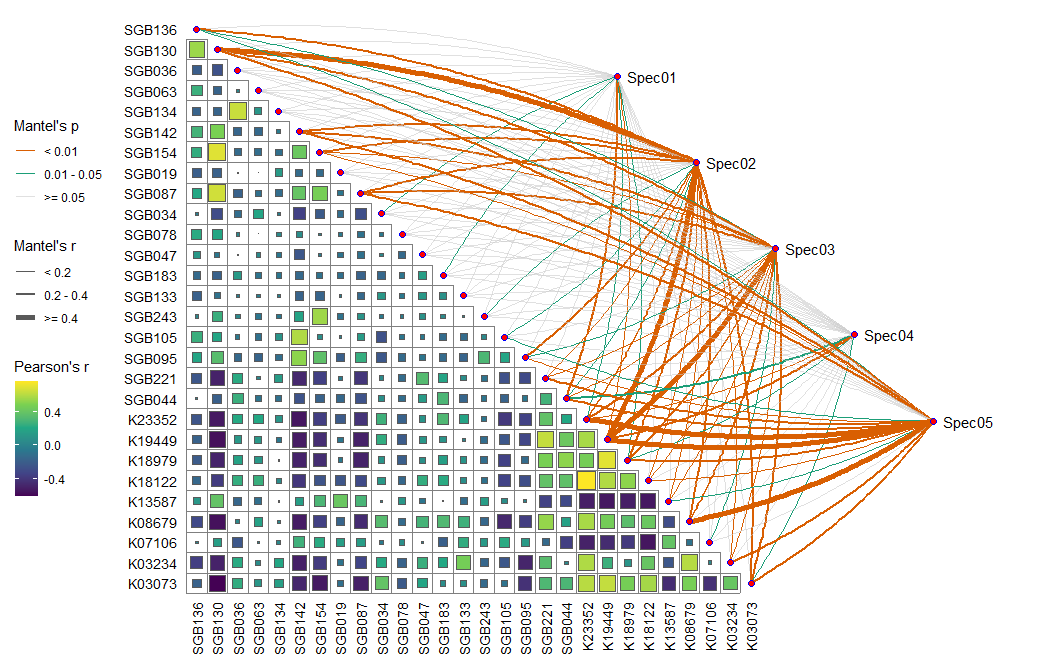 SGB136
SGB130
SGB036
SGB063
SGB134
SGB142
SGB154
SGB019
SGB087
SGB034
SGB078
SGB047
SGB183
SGB133
SGB243
SGB105
SGB095
SGB221
SGB044
K23352
K19449
K18979
K18122
K13587
K08679
K07106
K03234
K03073
Mantel's p
< 0.01
0.01 - 0.05
>= 0.05
Mantel's r
< 0.2
0.2 - 0.4
>= 0.4
Pearson's r
0.4
0.0
-0.4
Spec01
Spec02
Spec03
Spec04
Spec05
SGB136
SGB130
SGB036
SGB063
SGB134
SGB142
SGB154
SGB019
SGB087
SGB034
SGB078
SGB047
SGB183
SGB133
SGB243
SGB105
SGB095
SGB221
SGB044
K23352
K19449
K18979
K18122
K13587
K08679
K07106
K03234
K03073